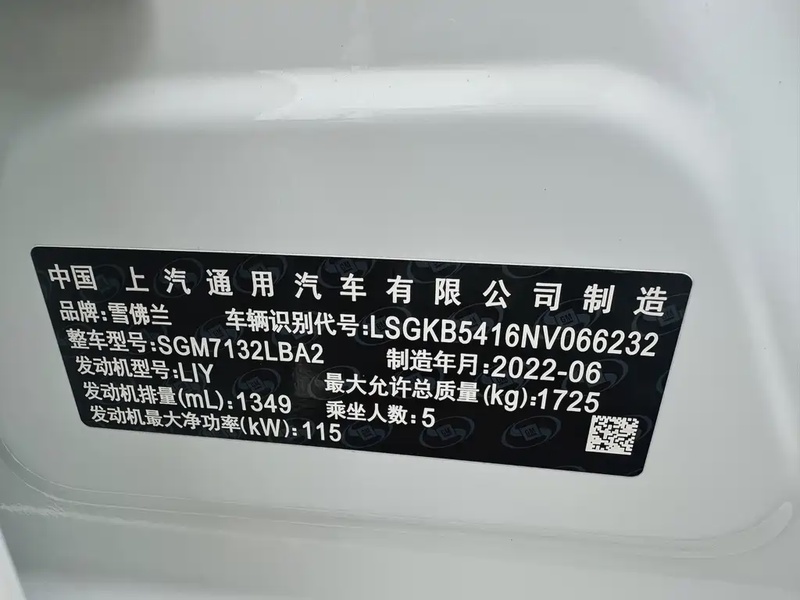 中国 上汽通用汽车有限公司制造
品牌:雪佛兰 车辆识别代号:LSGKB5416NV066232
整车型号:SGM7132LBA2 制造年月:2022-06
发动机型号:LIY 最大允许总质量(kg):1725
发动机排量(mL):1349 乘坐人数:5
发动机最大净功率(kW):115